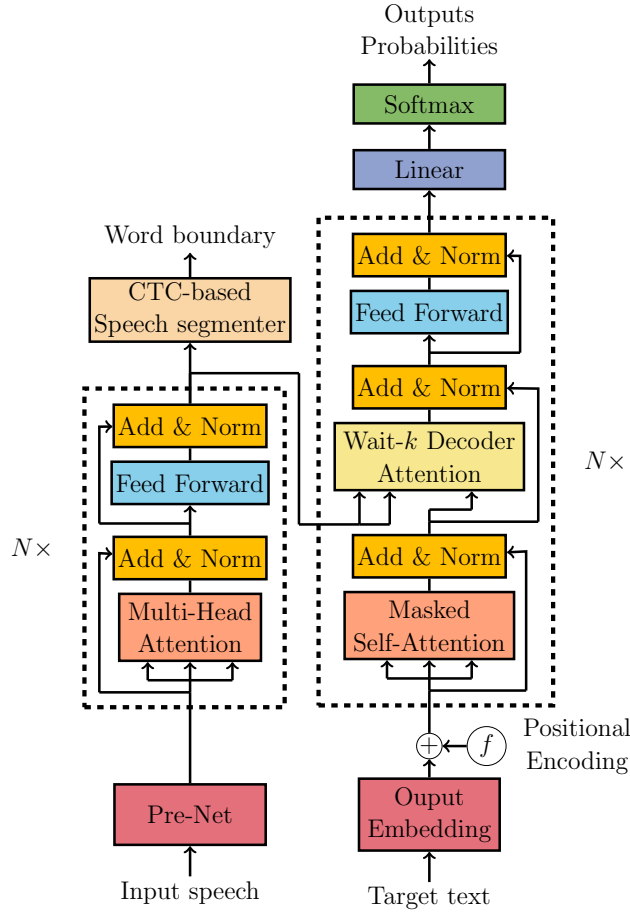 Outputs
Probabilities
Softmax
Linear
Add & Norm
Feed Forward
Add & Norm
Wait-k Decoder
Attention
Add & Norm
Masked
Self-Attention
N×
+
f
Positional
Encoding
Ouput
Embedding
Target text
Word boundary
CTC-based
Speech segmenter
Add & Norm
Feed Forward
Add & Norm
Multi-Head
Attention
N×
Pre-Net
Input speech